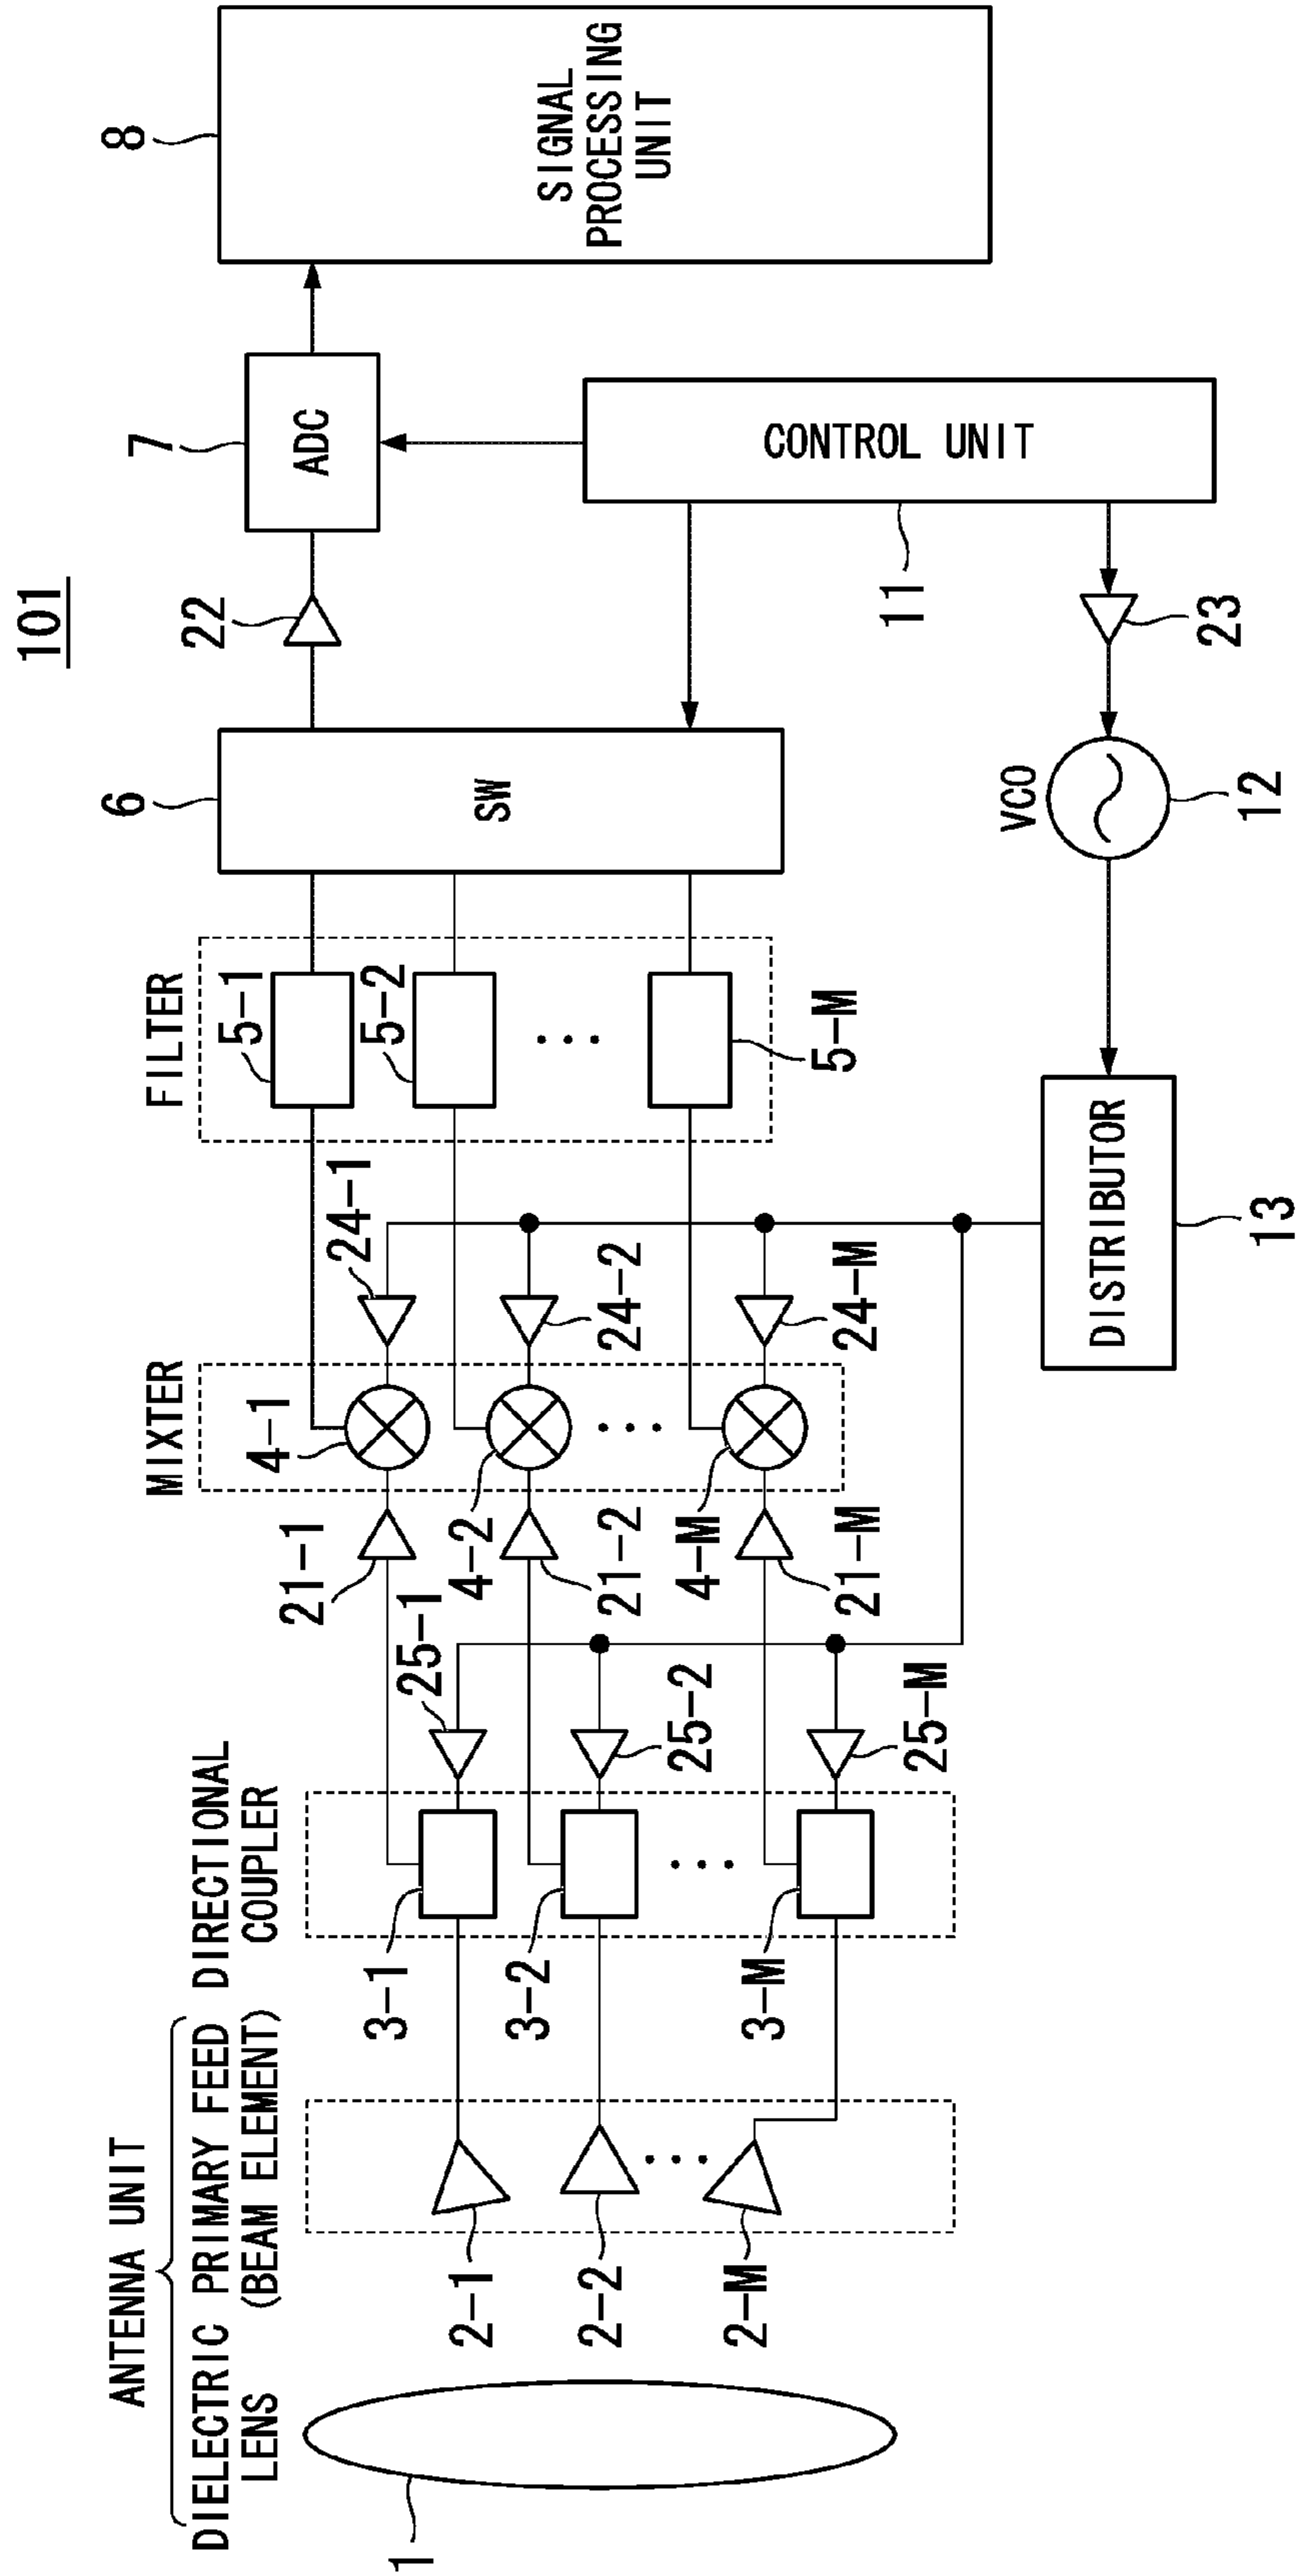 101
ANTENNA UNIT
DIELECTRIC
LENS
PRIMARY FEED
(BEAM ELEMENT)
DIRECTIONAL
COUPLER
MIXTER
FILTER
1
2-1
2-2
2-M
3-1
3-2
3-M
25-1
25-2
25-M
21-1
21-2
21-M
4-1
4-2
4-M
24-1
24-2
24-M
5-1
5-2
5-M
6
SW
22
7
ADC
8
SIGNAL
PROCESSING
UNIT
CONTROL UNIT
11
23
VCO
12
DISTRIBUTOR
13